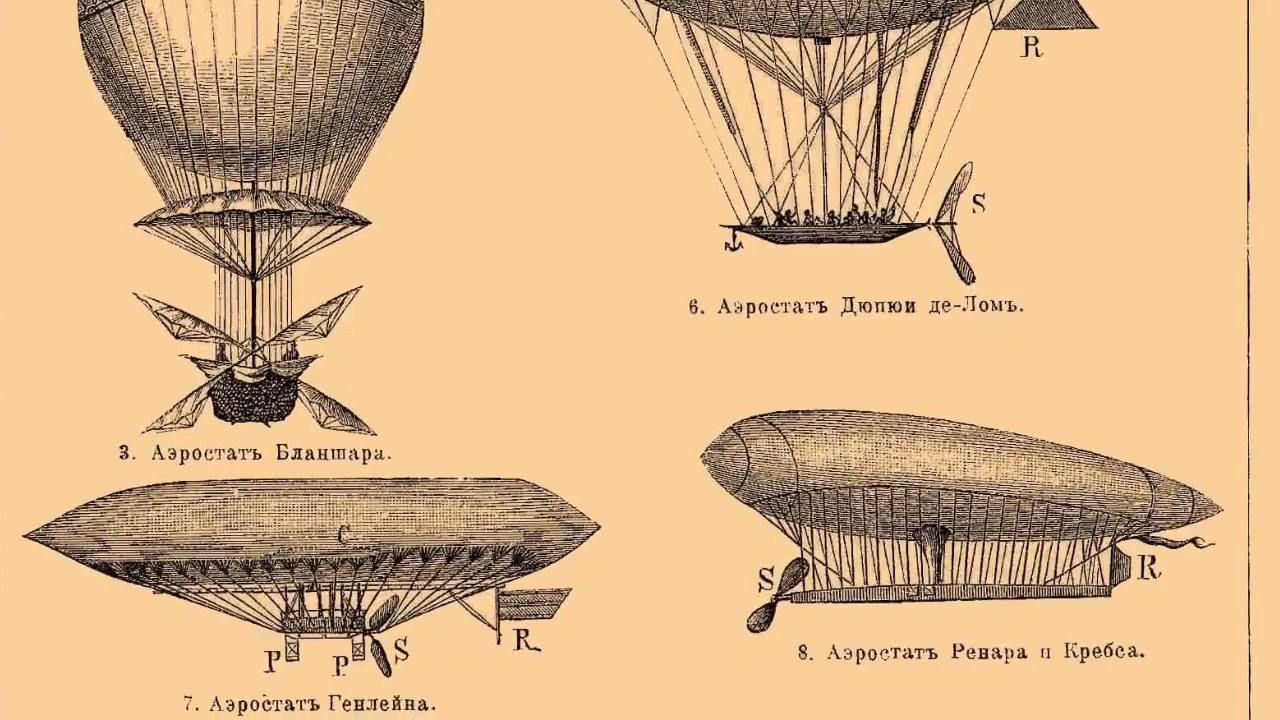 R
S
6. Аэростатъ Дюпюи де-Ломъ.
3. Аэростатъ Бланшара.
C
P
P
S
R
7. Аэростатъ Генлейна.
S
R
8. Аэростатъ Ренара и Кребса.